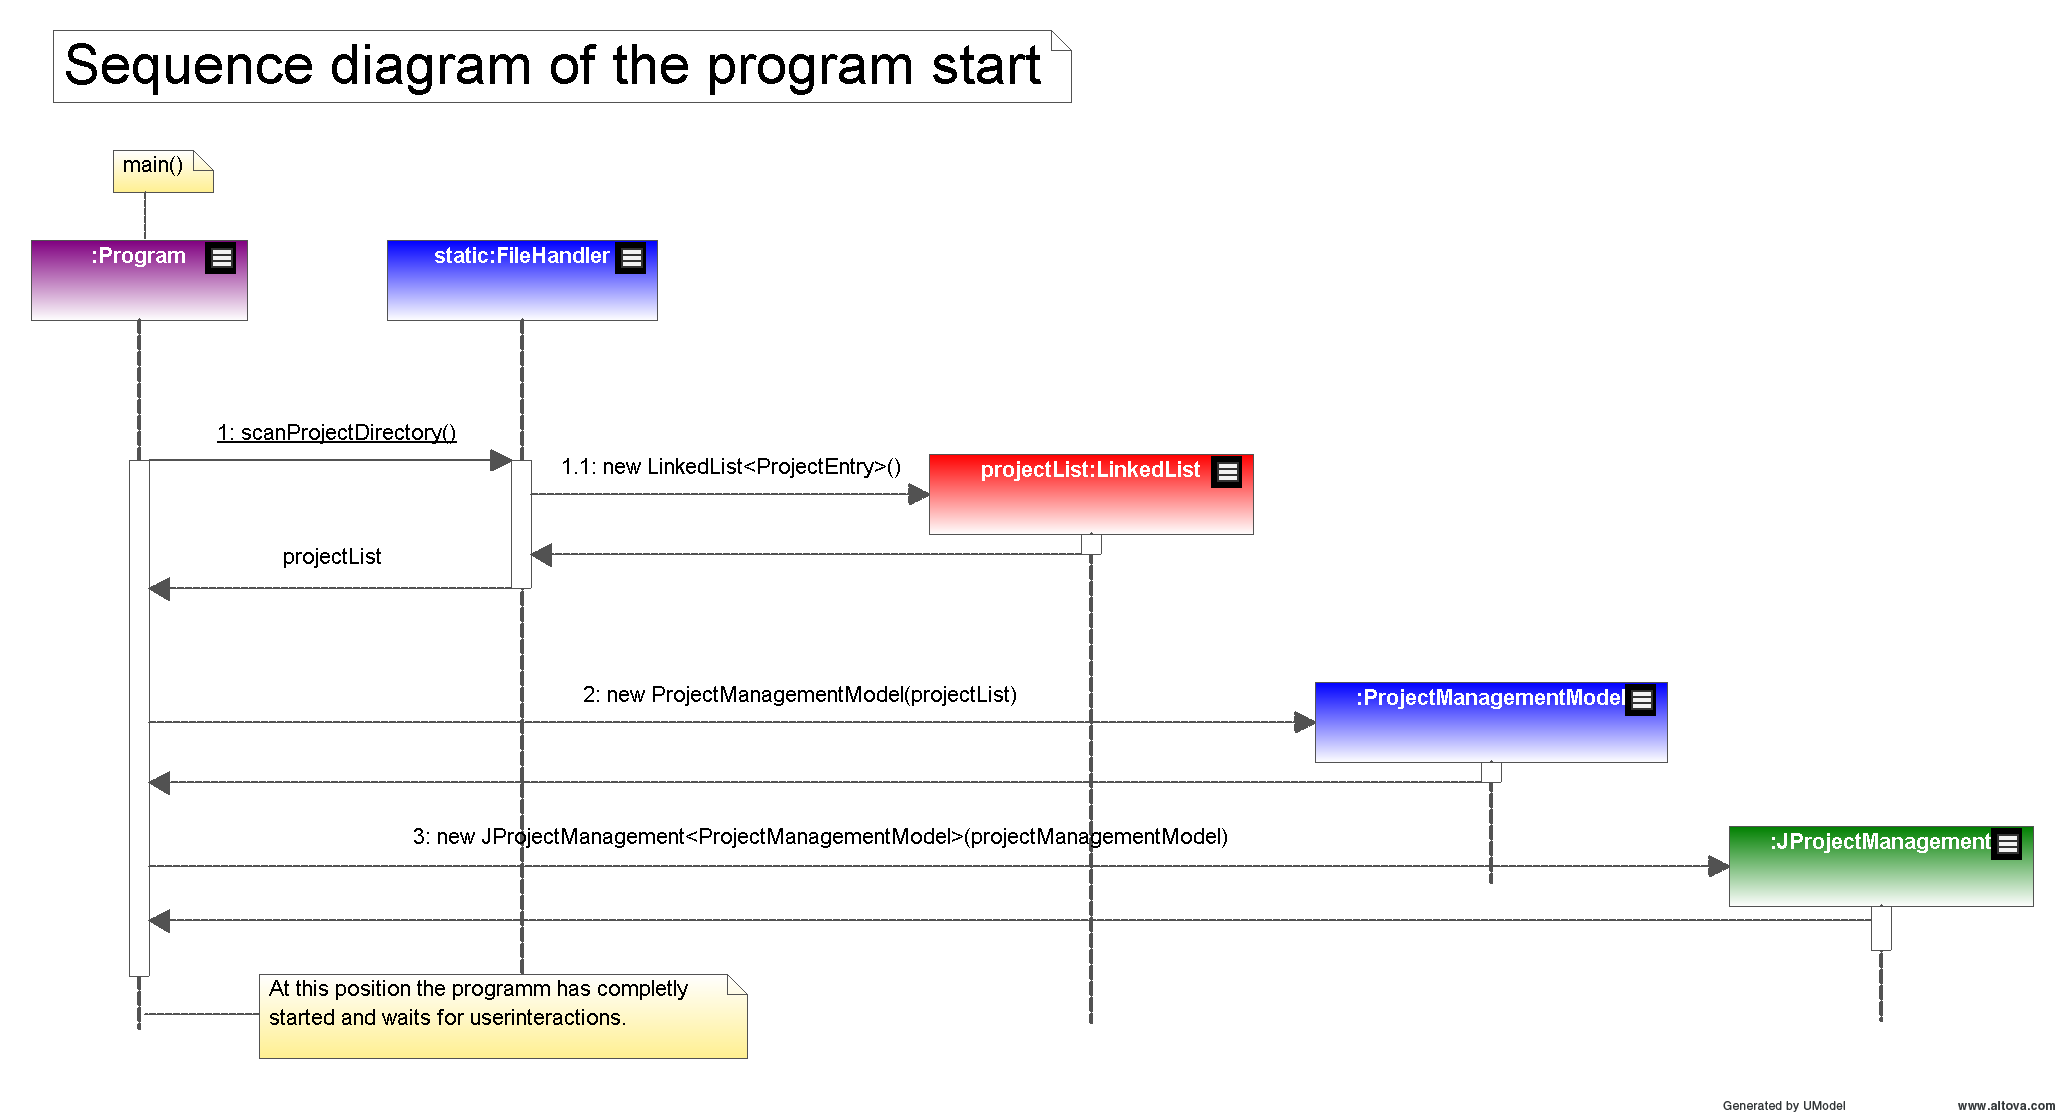 Sequence diagram of the program start
main()
:Program
static:FileHandler
1: scanProjectDirectory()
1.1: new LinkedList<ProjectEntry>()
projectList:LinkedList
projectList
2: new ProjectManagementModel(projectList)
:ProjectManagementModel
3: new JProjectManagement<ProjectManagementModel>(projectManagementModel)
:JProjectManagement
At this position the programm has completly
started and waits for userinteractions.
Generated by UModel
www.altova.com